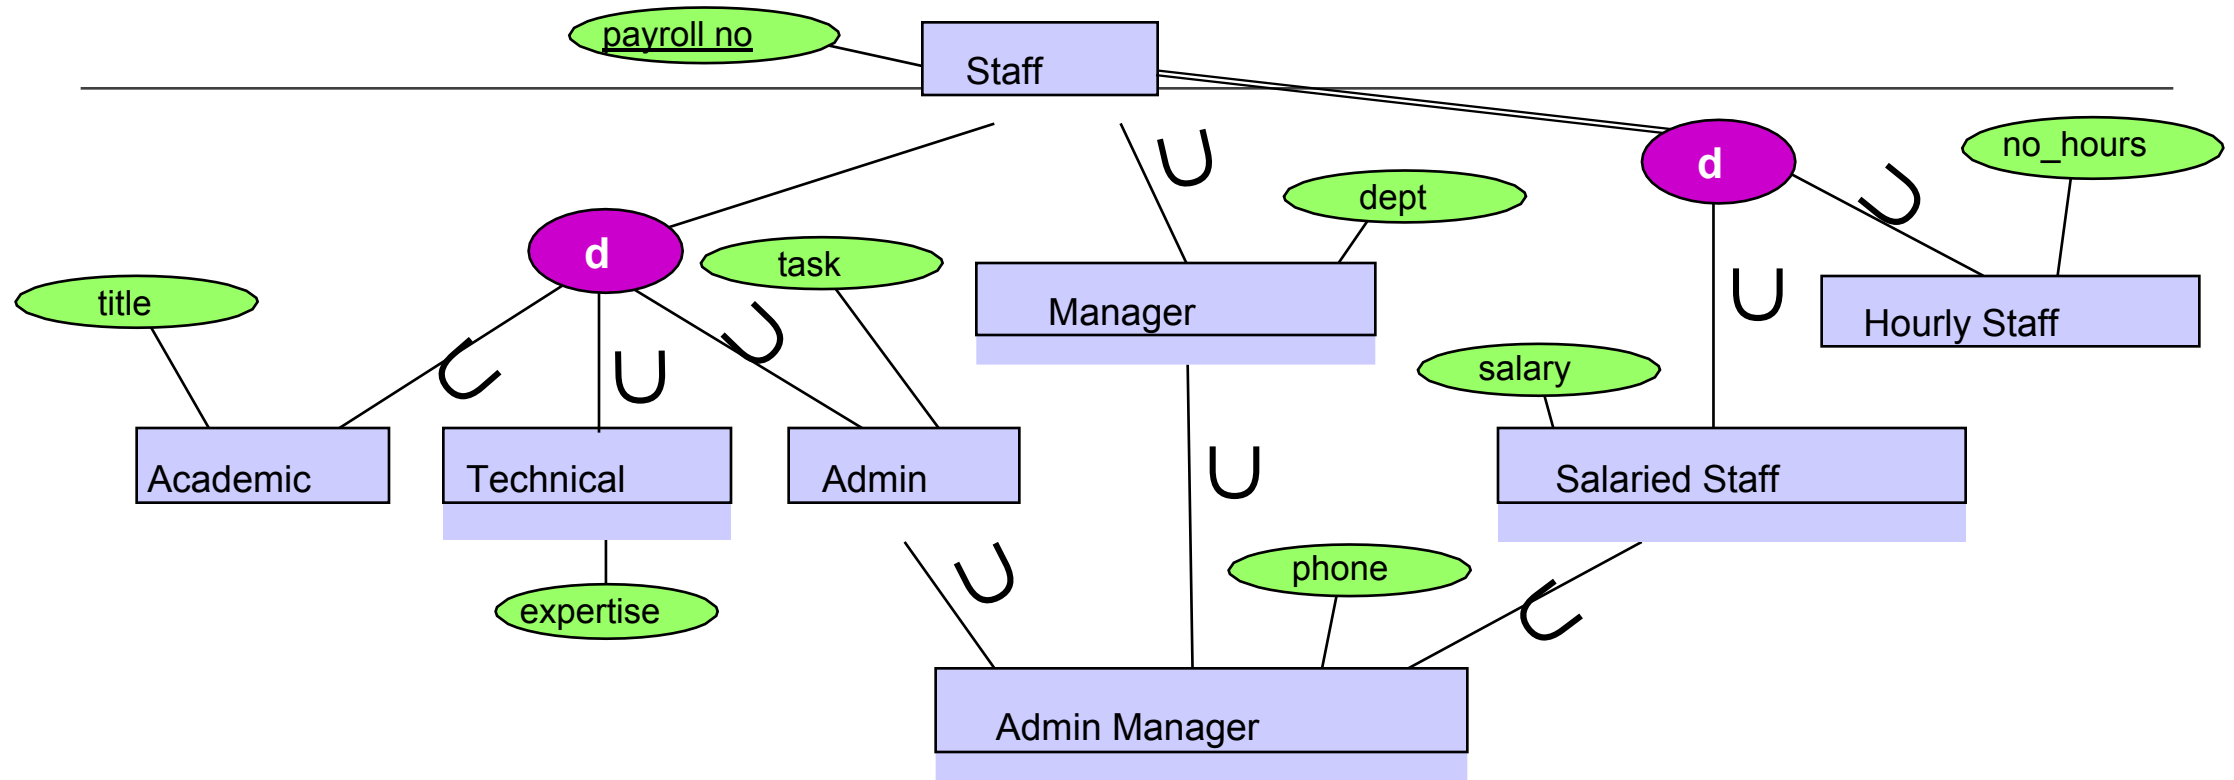 payroll no
Staff
d
no_hours
dept
d
task
title
Manager
Hourly Staff
salary
Academic
Technical
Admin
Salaried Staff
phone
expertise
Admin Manager